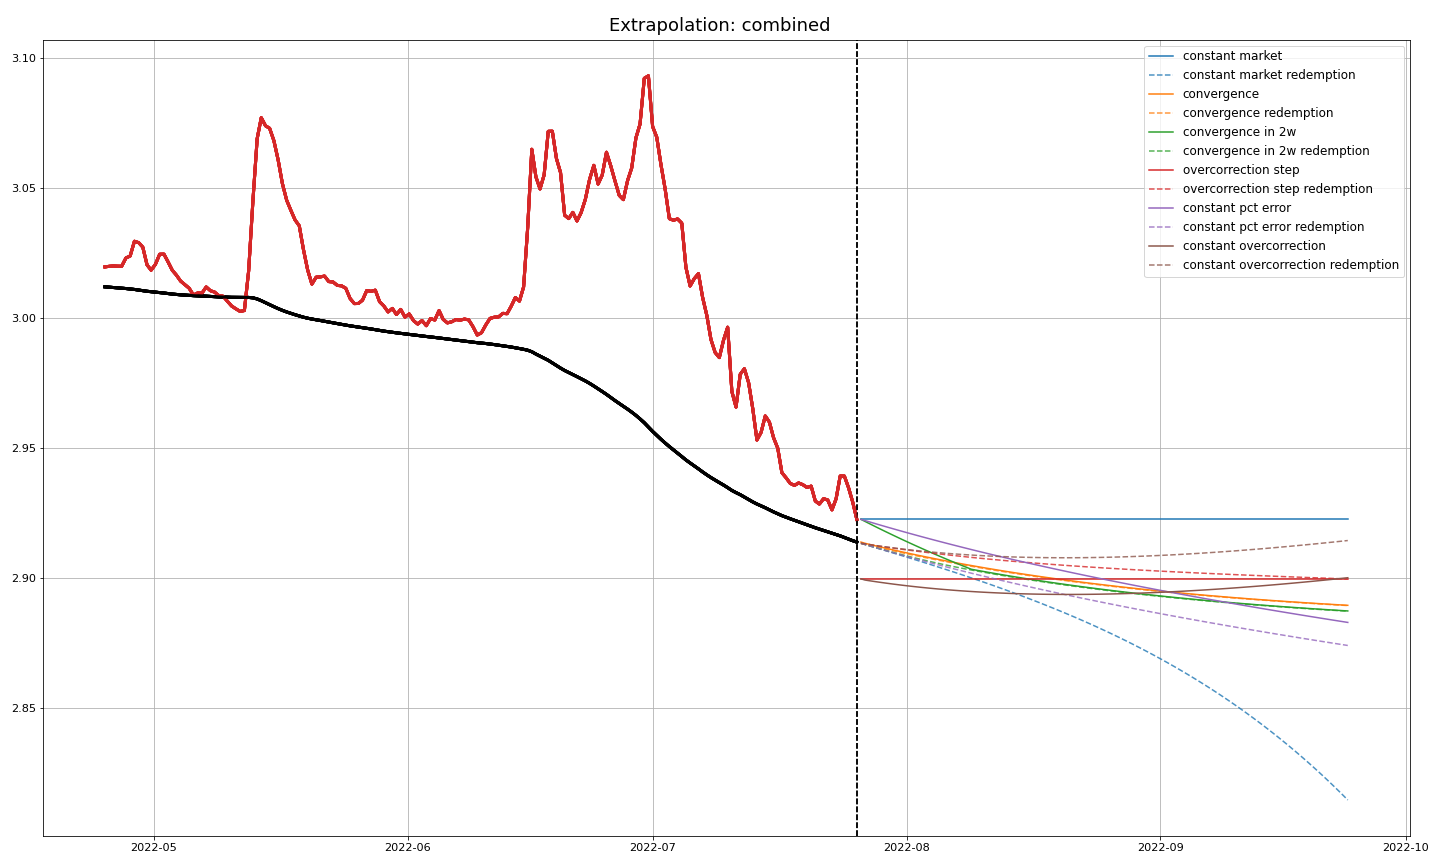 Extrapolation: combined
3.10
3.05
3.00
2.95
2.90
2.85
constant market
constant market redemption
convergence
convergence redemption
convergence in 2w
convergence in 2w redemption
overcorrection step
overcorrection step redemption
constant pct error
constant pct error redemption
constant overcorrection
constant overcorrection redemption
2022-05 2022-06 2022-07 2022-08 2022-09 2022-10